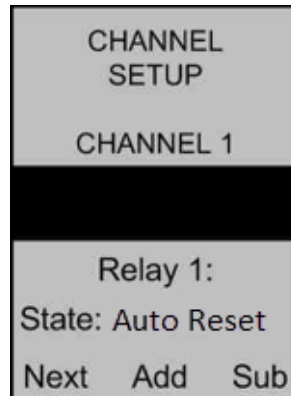 CHANNEL
SETUP
CHANNEL 1
Relay 1:
State: Auto Reset
Next Add Sub